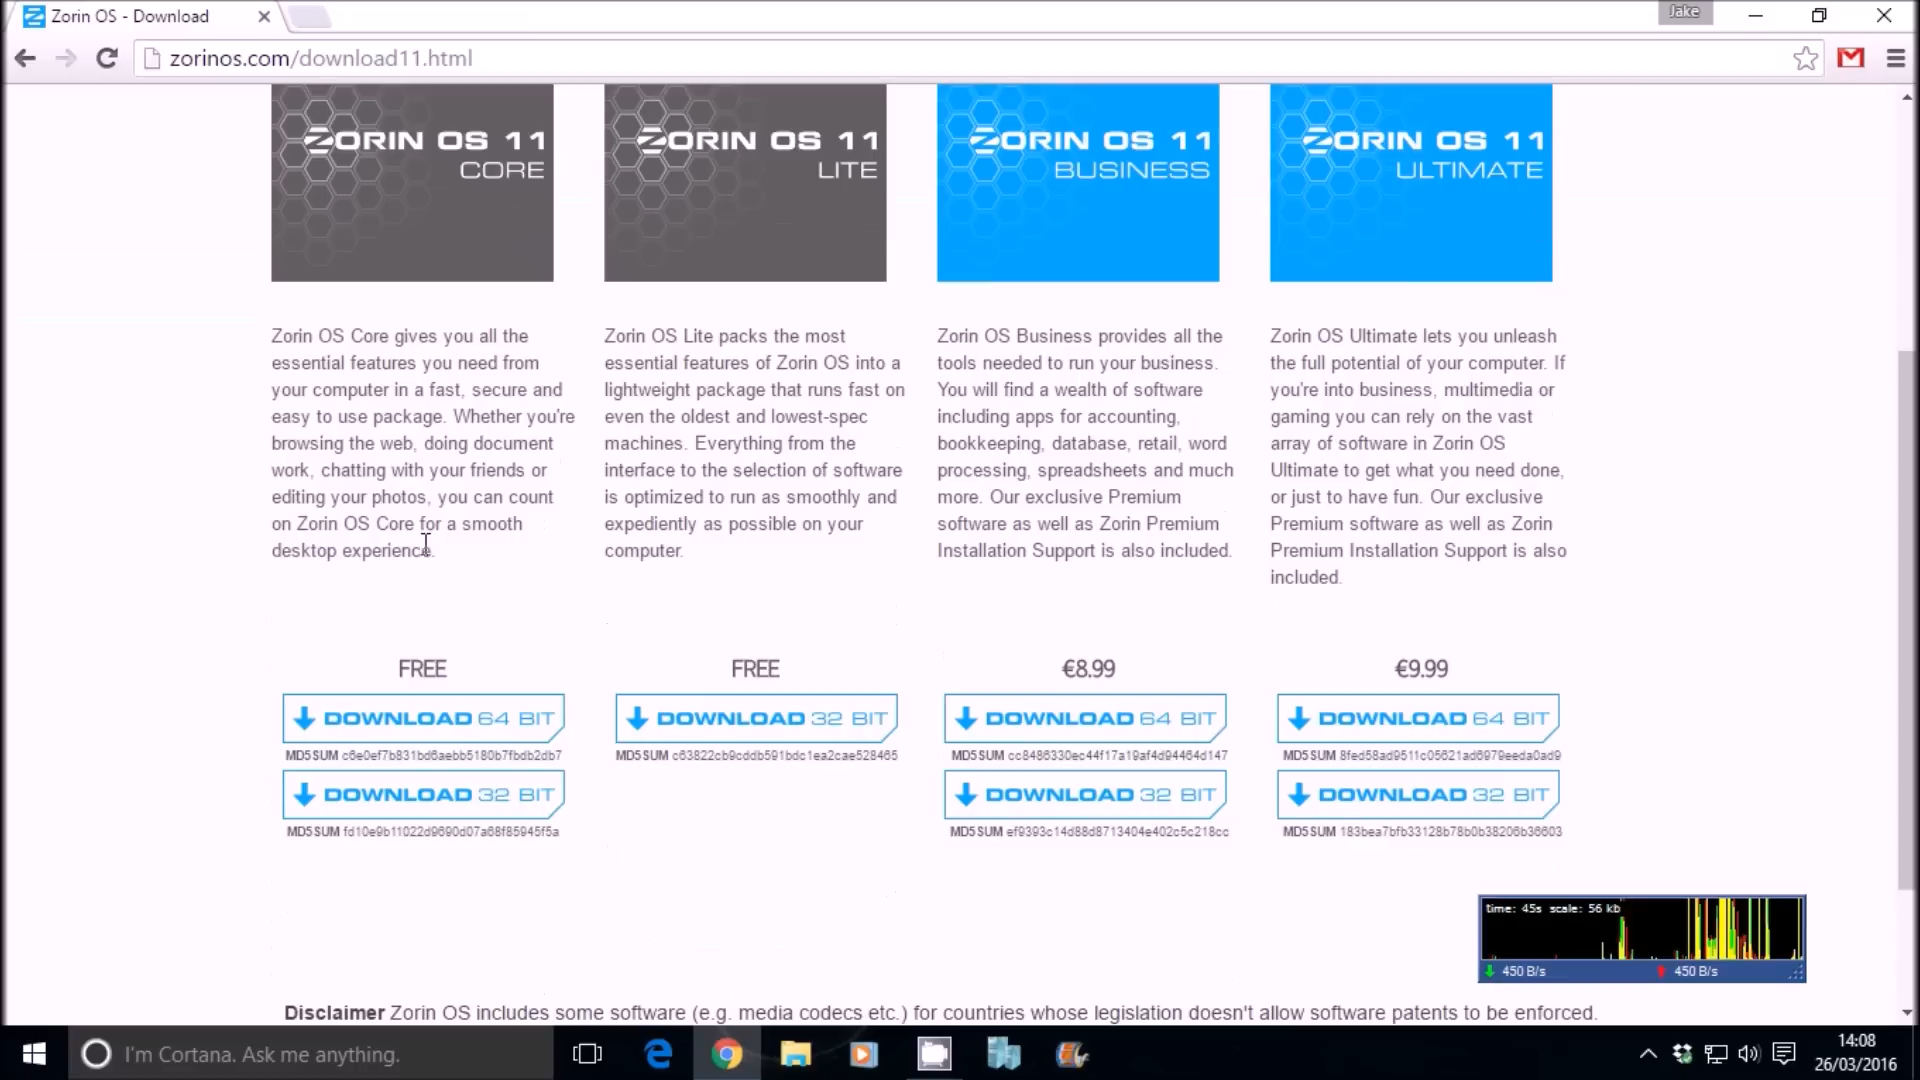 Zorin OS - Download
Jake
zorinos.com/download11.html
ZORIN OS 11
CORE
ZORIN OS 11
LITE
ZORIN OS 11
BUSINESS
ZORIN OS 11
ULTIMATE
Zorin OS Core gives you all the
essential features you need from
your computer in a fast, secure and
easy to use package. Whether you're
browsing the web, doing document
work, chatting with your friends or
editing your photos, you can count
on Zorin OS Core for a smooth
desktop experience.
Zorin OS Lite packs the most
essential features of Zorin OS into a
lightweight package that runs fast on
even the oldest and lowest-spec
machines. Everything from the
interface to the selection of software
is optimized to run as smoothly and
expediently as possible on your
computer.
Zorin OS Business provides all the
tools needed to run your business.
You will find a wealth of software
including apps for accounting,
bookkeeping, database, retail, word
processing, spreadsheets and much
more. Our exclusive Premium
software as well as Zorin Premium
Installation Support is also included.
Zorin OS Ultimate lets you unleash
the full potential of your computer. If
you're into business, multimedia or
gaming you can rely on the vast
array of software in Zorin OS
Ultimate to get what you need done,
or just to have fun. Our exclusive
Premium software as well as Zorin
Premium Installation Support is also
included.
FREE
DOWNLOAD 64 BIT
MD5SUM c6e0ef7b831bd6aebb5180b7fbdb2db7
DOWNLOAD 32 BIT
MD5SUM fd10e9b11022d9690d07a68f85945f5a
FREE
DOWNLOAD 32 BIT
MD5SUM c63822cb9cddb591bdc1ea2cae528465
€8.99
DOWNLOAD 64 BIT
MD5SUM cc8486330ec44f17a19af4d94464d147
DOWNLOAD 32 BIT
MD5SUM ef9393c14d88d8713404e402c5c218cc
€9.99
DOWNLOAD 64 BIT
MD5SUM 8fed58ad9511c05621ad6979eeda0ad9
DOWNLOAD 32 BIT
MD5SUM 183bea7bfb33128b78b0b38206b36603
time: 45s scale: 56 kb
450 B/s 450 B/s
Disclaimer Zorin OS includes some software (e.g. media codecs etc.) for countries whose legislation doesn't allow software patents to be enforced.
I'm Cortana. Ask me anything.
14:08
26/03/2016